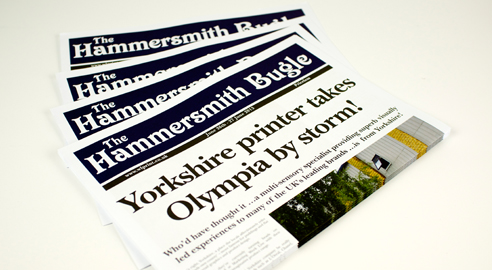 The
Hammersmith Bugle
The
Hammersmith B
The
Hammersmith
The
Hammersmith Bugle
Yorkshire printer takes
Olympia by storm!
Who'd have thought it ...a multi-sensory specialist providing superb visually
led experiences to many of the UK's leading brands ...is from Yorkshire!